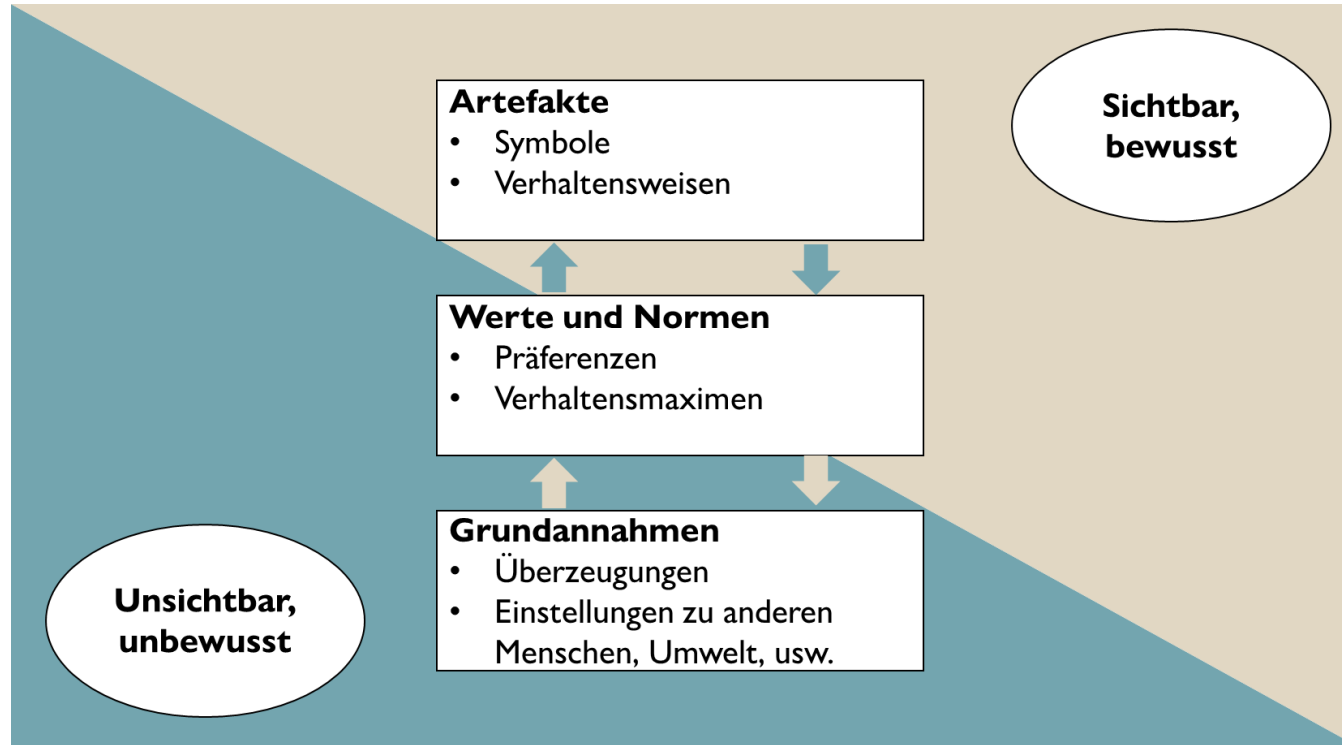 Artefakte
• Symbole
• Verhaltensweisen
Sichtbar,
bewusst
Werte und Normen
• Präferenzen
• Verhaltensmaximen
Grundannahmen
• Überzeugungen
• Einstellungen zu anderen
Menschen, Umwelt, usw.
Unsichtbar,
unbewusst